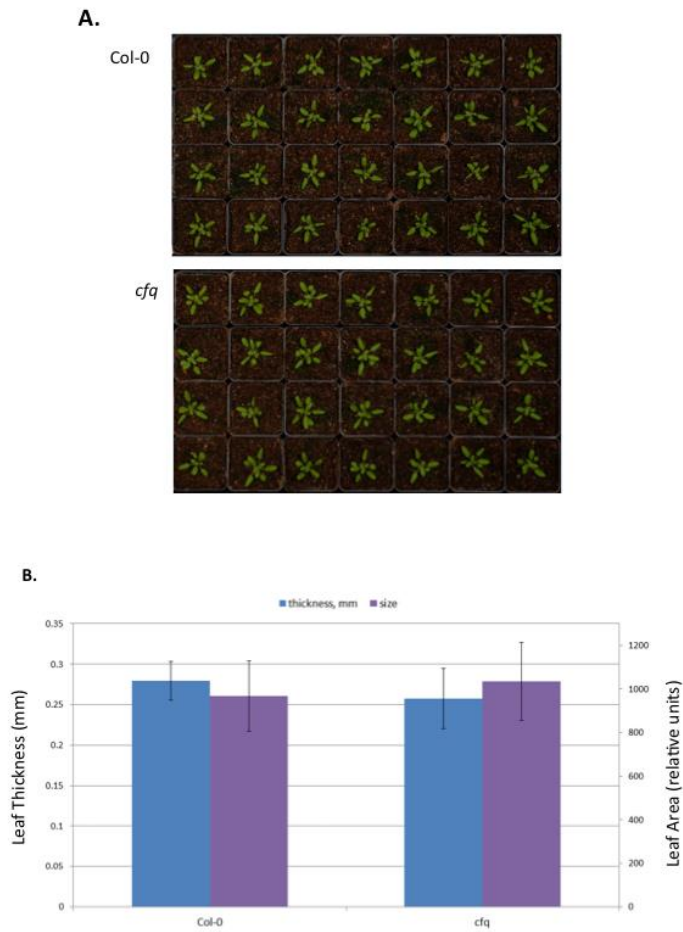 A.
Col-0
cfq
B.
thickness, mm size
0.35
0.3
0.25
0.2
0.15
0.1
0.05
0
Leaf Thickness (mm)
1200
1000
800
600
400
200
0
Leaf Area (relative units)
Col-0 cfq